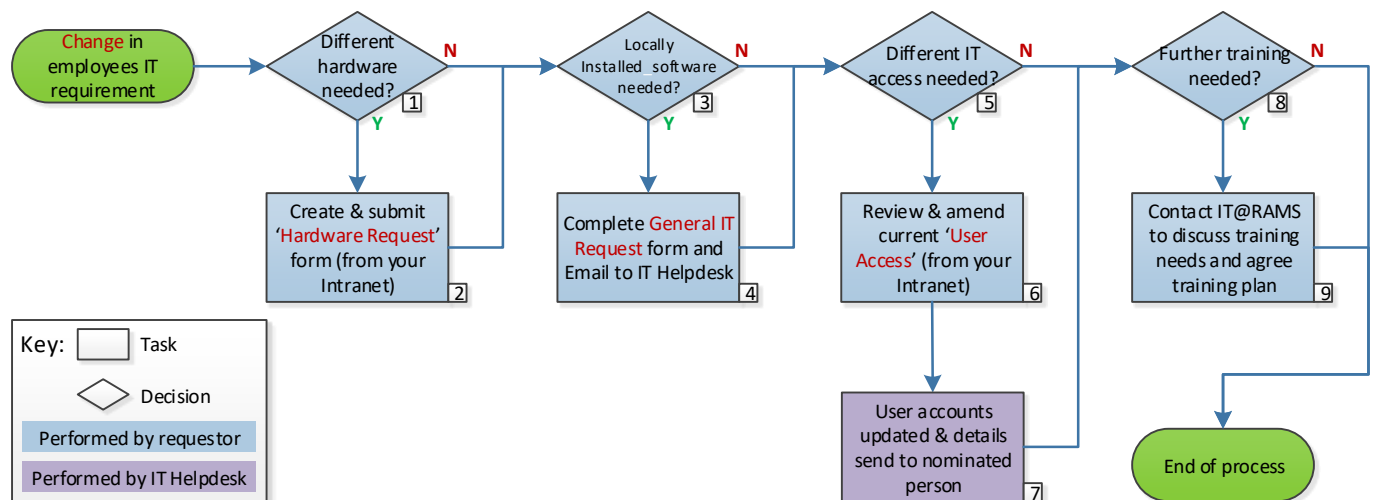 Change in
employees IT
requirement
Different
hardware
needed?
1
N
Y
Create & submit
‘Hardware Request’
form (from your
Intranet)
2
Locally
Installed_software
needed?
3
N
Y
Complete General IT
Request form and
Email to IT Helpdesk
4
Different IT
access needed?
5
N
Y
Review & amend
current ‘User
Access’ (from your
Intranet)
6
User accounts
updated & details
send to nominated
person
7
Further training
needed?
8
N
Y
Contact IT@RAMS
to discuss training
needs and agree
training plan
9
End of process
Key:
Task
Decision
Performed by requestor
Performed by IT Helpdesk